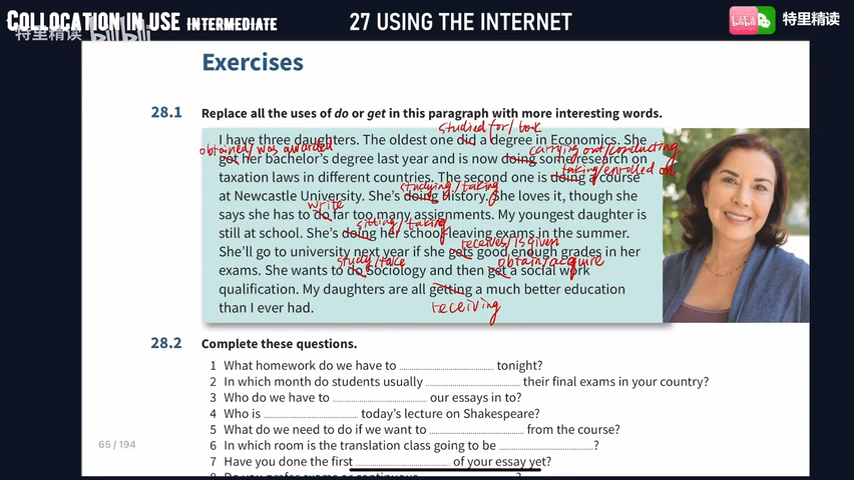 COLLOCATION IN USE INTERMEDIATE
27 USING THE INTERNET
特里精读
特里精读 bilibili
bilibili
Exercises
28.1 Replace all the uses of do or get in this paragraph with more interesting words.
studied for/took
I have three daughters. The oldest one did a degree in Economics. She
obtained/was awarded carrying out/conducting
got her bachelor's degree last year and is now doing some research on
taking/enrolled on
taxation laws in different countries. The second one is doing a course
studying/taking
at Newcastle University. She's doing History. She loves it, though she
write
says she has to do far too many assignments. My youngest daughter is
sitting/taking
still at school. She's doing her school-leaving exams in the summer.
receives/is given
She'll go to university next year if she gets good enough grades in her
study/take obtain/acquire
exams. She wants to do Sociology and then get a social work
qualification. My daughters are all getting a much better education
receiving
than I ever had.
28.2 Complete these questions.
1 What homework do we have to ........ tonight?
2 In which month do students usually ........ their final exams in your country?
3 Who do we have to ........ our essays in to?
4 Who is ........ today's lecture on Shakespeare?
5 What do we need to do if we want to ........ from the course?
65 / 194
6 In which room is the translation class going to be ........ ?
7 Have you done the first ........ of your essay yet?
8 Do you prefer exams or continuous ........ ?